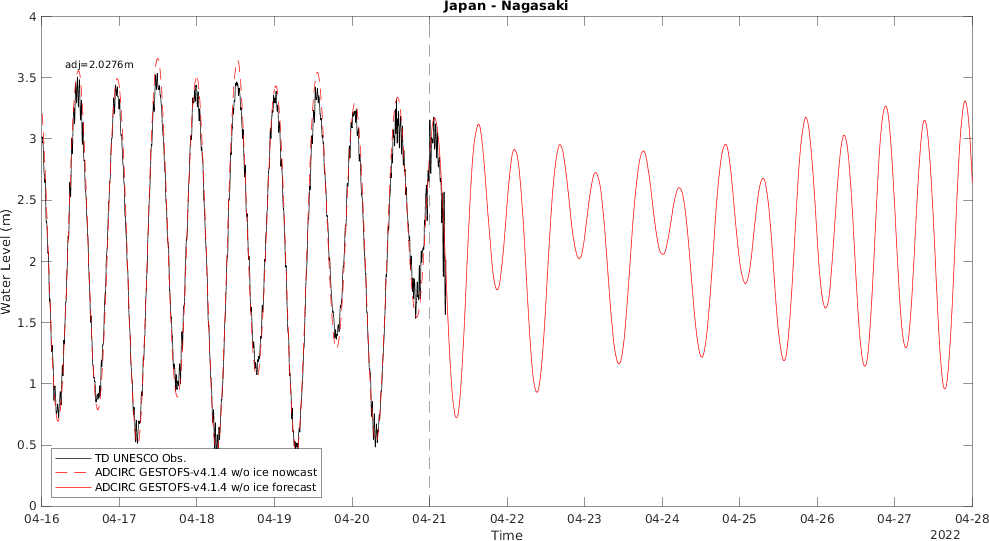 Japan - Nagasaki
adj=2.0276m
4
3.5
3
2.5
2
1.5
1
0.5
0
Water Level (m)
TD UNESCO Obs.
ADCIRC GESTOFS-v4.1.4 w/o ice nowcast
ADCIRC GESTOFS-v4.1.4 w/o ice forecast
04-16 04-17 04-18 04-19 04-20 04-21 04-22 04-23 04-24 04-25 04-26 04-27 04-28
Time
2022